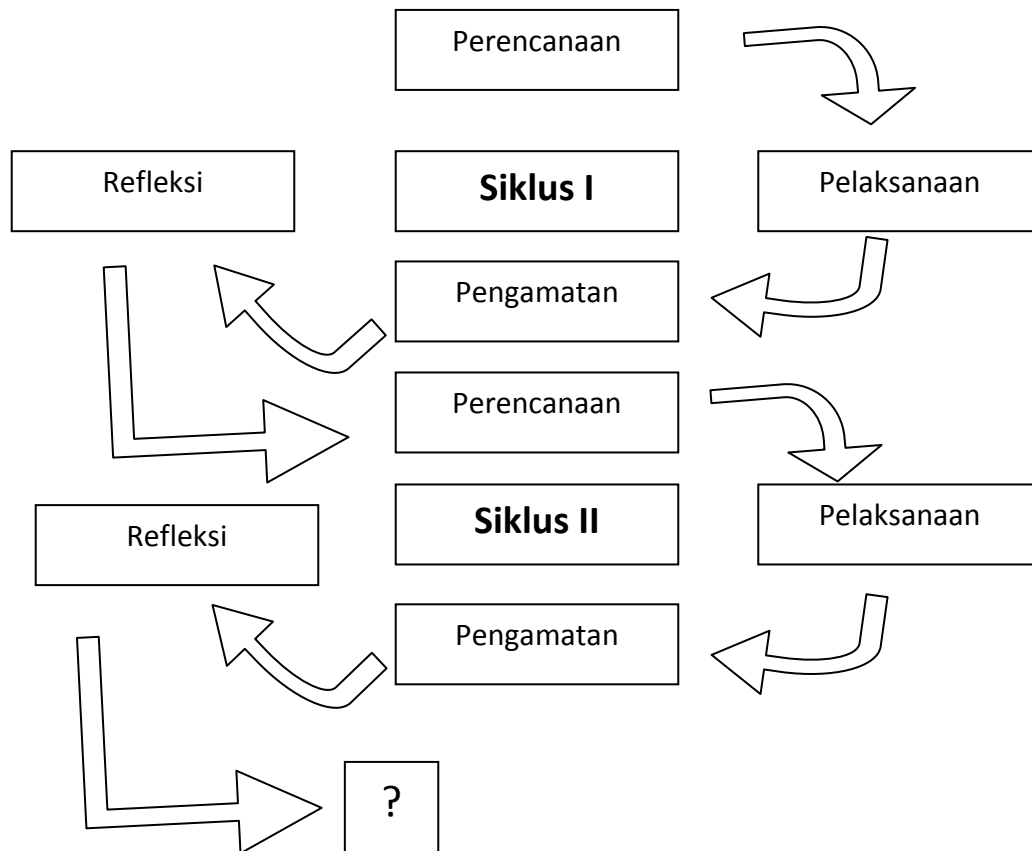 Perencanaan
Refleksi
Siklus I
Pelaksanaan
Pengamatan
Perencanaan
Refleksi
Siklus II
Pelaksanaan
Pengamatan
?